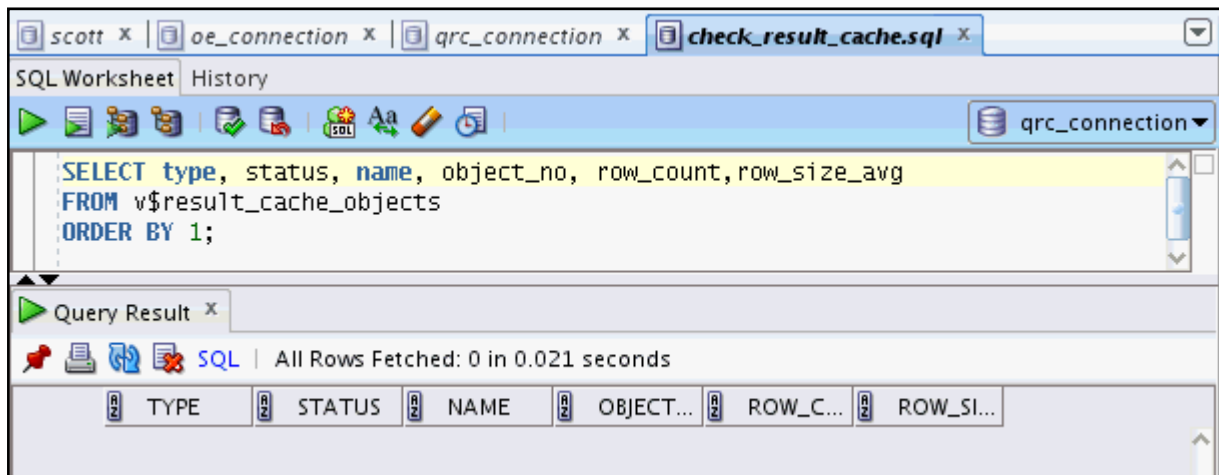 scott x oe_connection x qrc_connection x check_result_cache.sql x
SQL Worksheet History
qrc_connection
SELECT type, status, name, object_no, row_count,row_size_avg
FROM v$result_cache_objects
ORDER BY 1;
Query Result x
SQL | All Rows Fetched: 0 in 0.021 seconds
TYPE STATUS NAME OBJECT... ROW_C... ROW_SI...